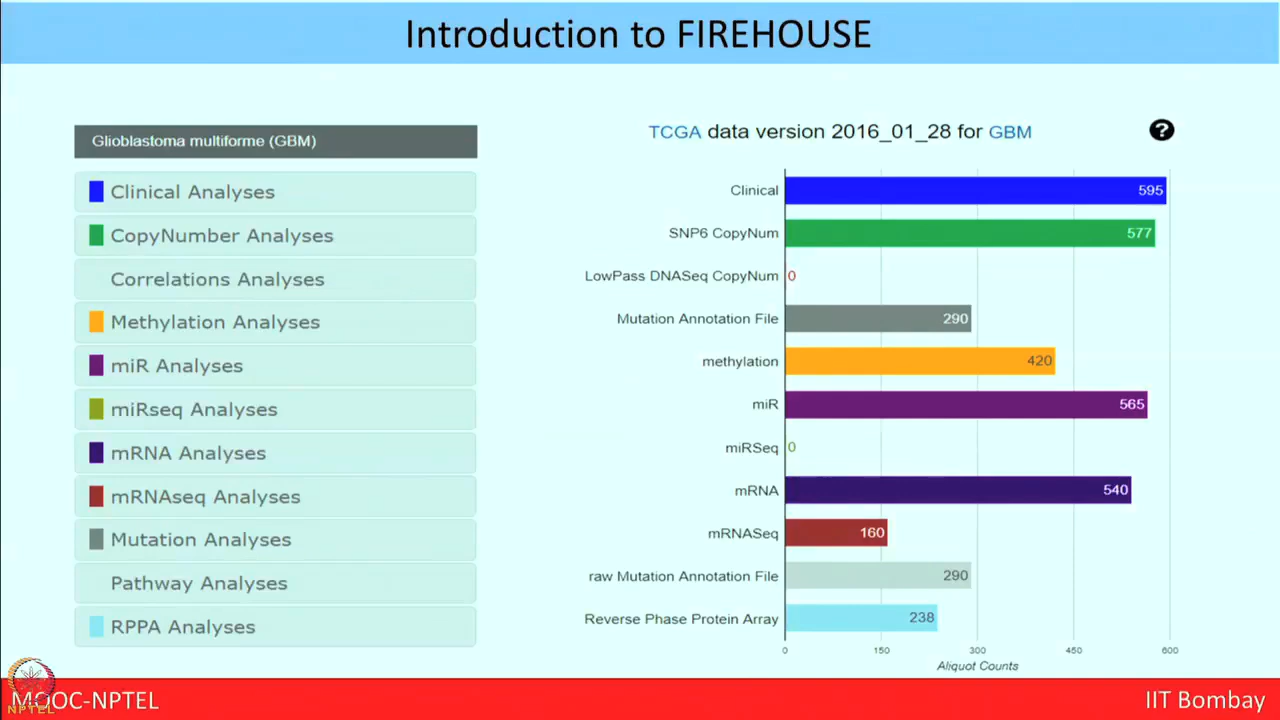 Introduction to FIREHOUSE
Glioblastoma multiforme (GBM)
Clinical Analyses
CopyNumber Analyses
Correlations Analyses
Methylation Analyses
miR Analyses
miRseq Analyses
mRNA Analyses
mRNAseq Analyses
Mutation Analyses
Pathway Analyses
RPPA Analyses
TCGA data version 2016_01_28 for GBM
?
Clinical 595
SNP6 CopyNum 577
LowPass DNASeq CopyNum 0
Mutation Annotation File 290
methylation 420
miR 565
miRSeq 0
mRNA 540
mRNASeq 160
raw Mutation Annotation File 290
Reverse Phase Protein Array 238
0 150 300 450 600
Aliquot Counts
MOOC-NPTEL
NPTEL
IIT Bombay